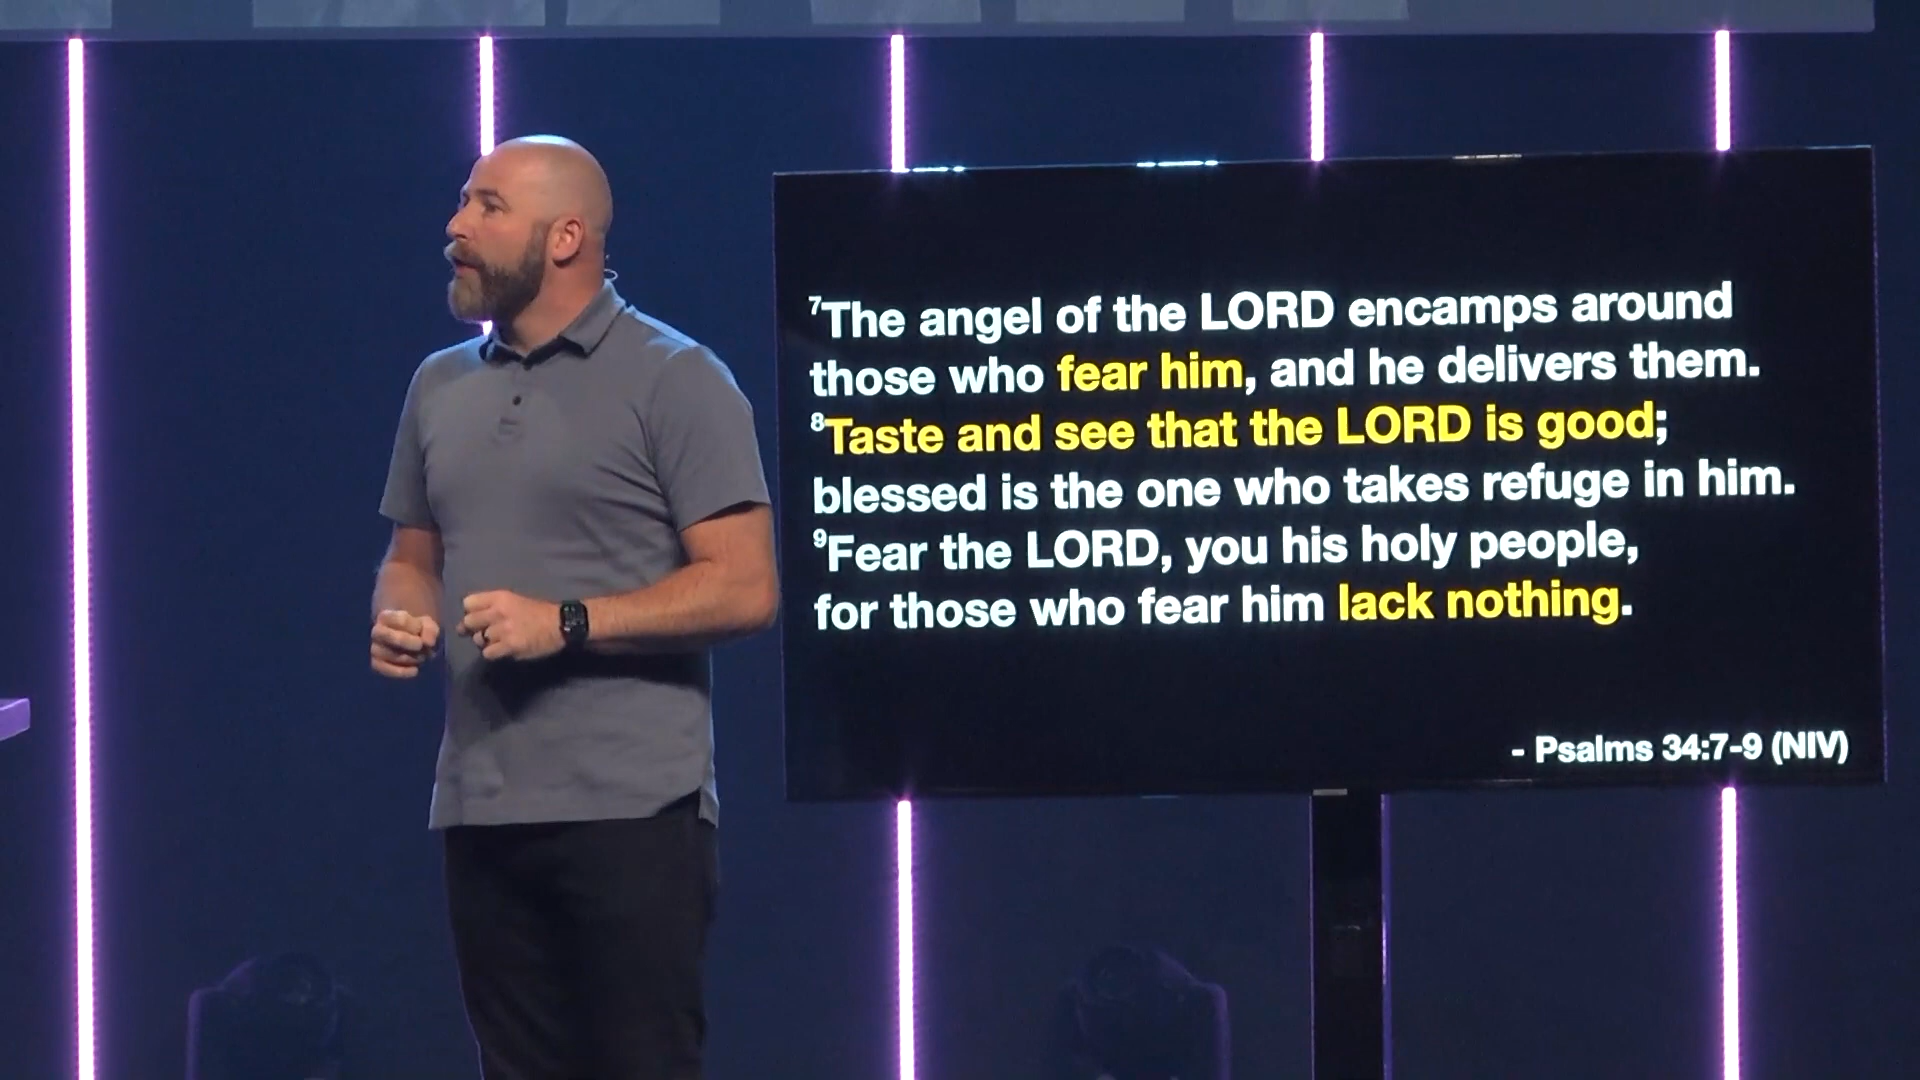 ⁷The angel of the LORD encamps around
those who fear him, and he delivers them.
⁸Taste and see that the LORD is good;
blessed is the one who takes refuge in him.
⁹Fear the LORD, you his holy people,
for those who fear him lack nothing.
- Psalms 34:7-9 (NIV)